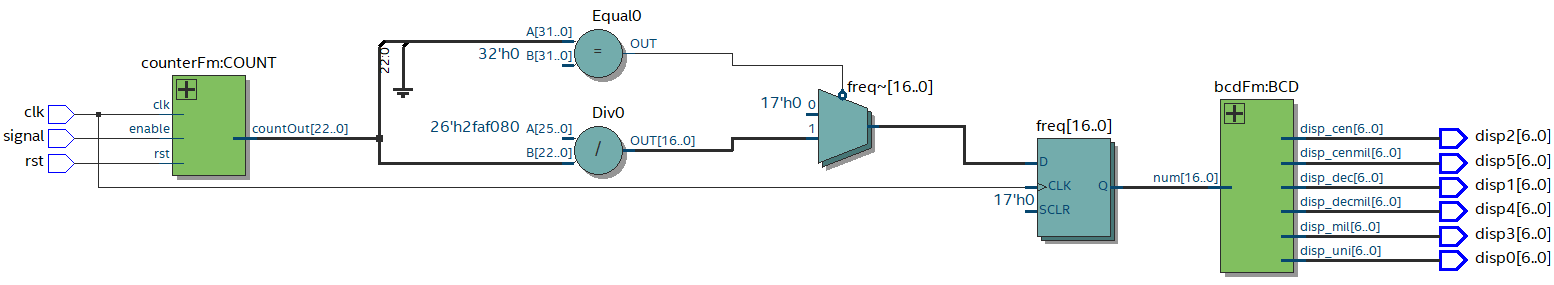 Equal0
A[31..0]
32'h0 B[31..0]
=
OUT
22:0
counterFm:COUNT
clk
signal
rst
clk
enable
rst
countOut[22..0]
Div0
26'h2faf080 A[25..0]
B[22..0]
/
OUT[16..0]
freq~[16..0]
17'h0 0
1
freq[16..0]
D
CLK
17'h0 SCLR
Q
bcdFm:BCD
num[16..0]
disp_cen[6..0] disp2[6..0]
disp_cenmil[6..0] disp5[6..0]
disp_dec[6..0] disp1[6..0]
disp_decmil[6..0] disp4[6..0]
disp_mil[6..0] disp3[6..0]
disp_uni[6..0] disp0[6..0]